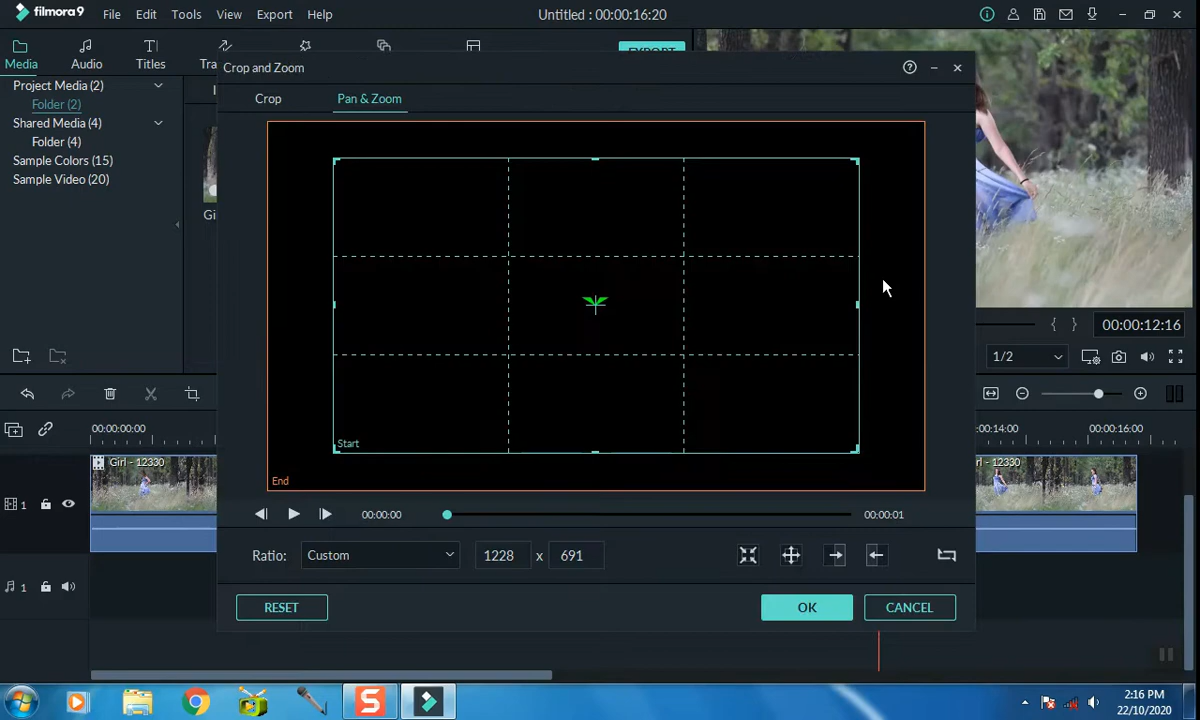 filmora9 File Edit Tools View Export Help Untitled : 00:00:16:20
Media Audio Titles Tra EXPORT
Crop and Zoom
Crop Pan & Zoom
Project Media (2)
Folder (2)
Shared Media (4)
Folder (4)
Sample Colors (15)
Sample Video (20)
Start
End
00:00:12:16
1/2
00:00:00 00:00:01
Ratio: Custom 1228 x 691
RESET OK CANCEL
00:00:00:00 :00:14:00 00:00:16:00
Girl - 12330 - 12330
1
1
2:16 PM
22/10/2020